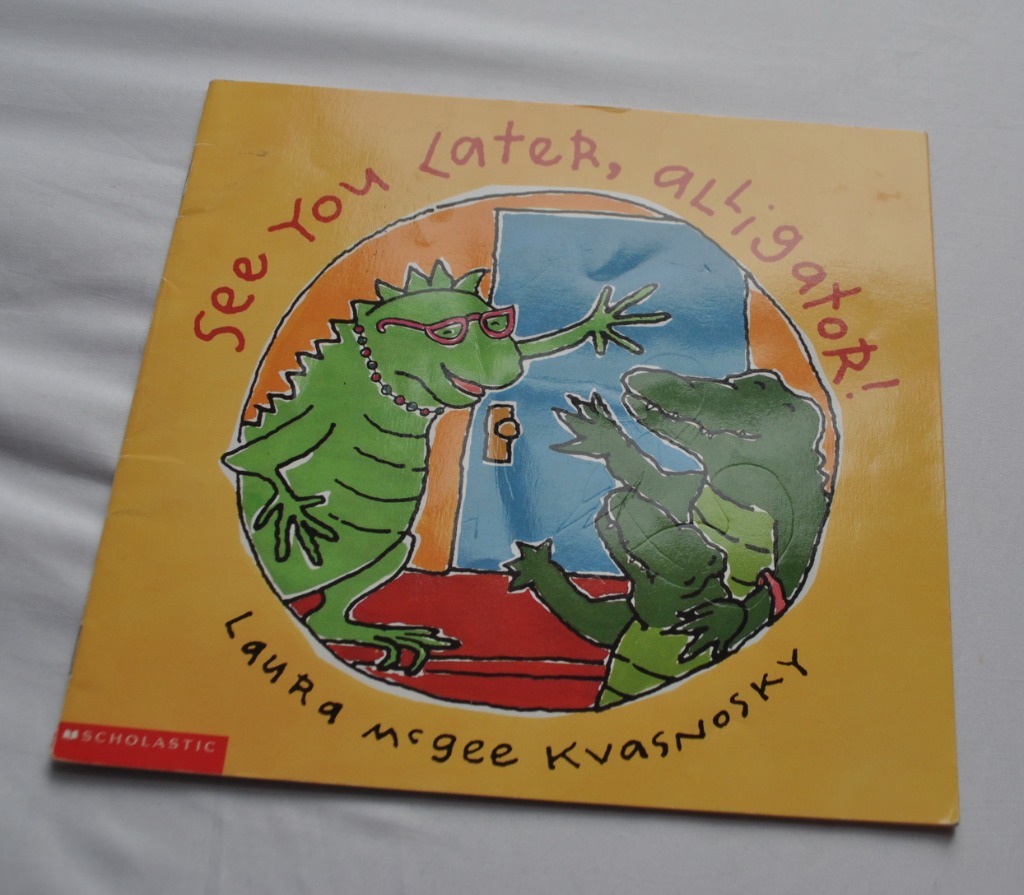 See You Later, Alligator!
Laura McGee Kvasnosky
SCHOLASTIC